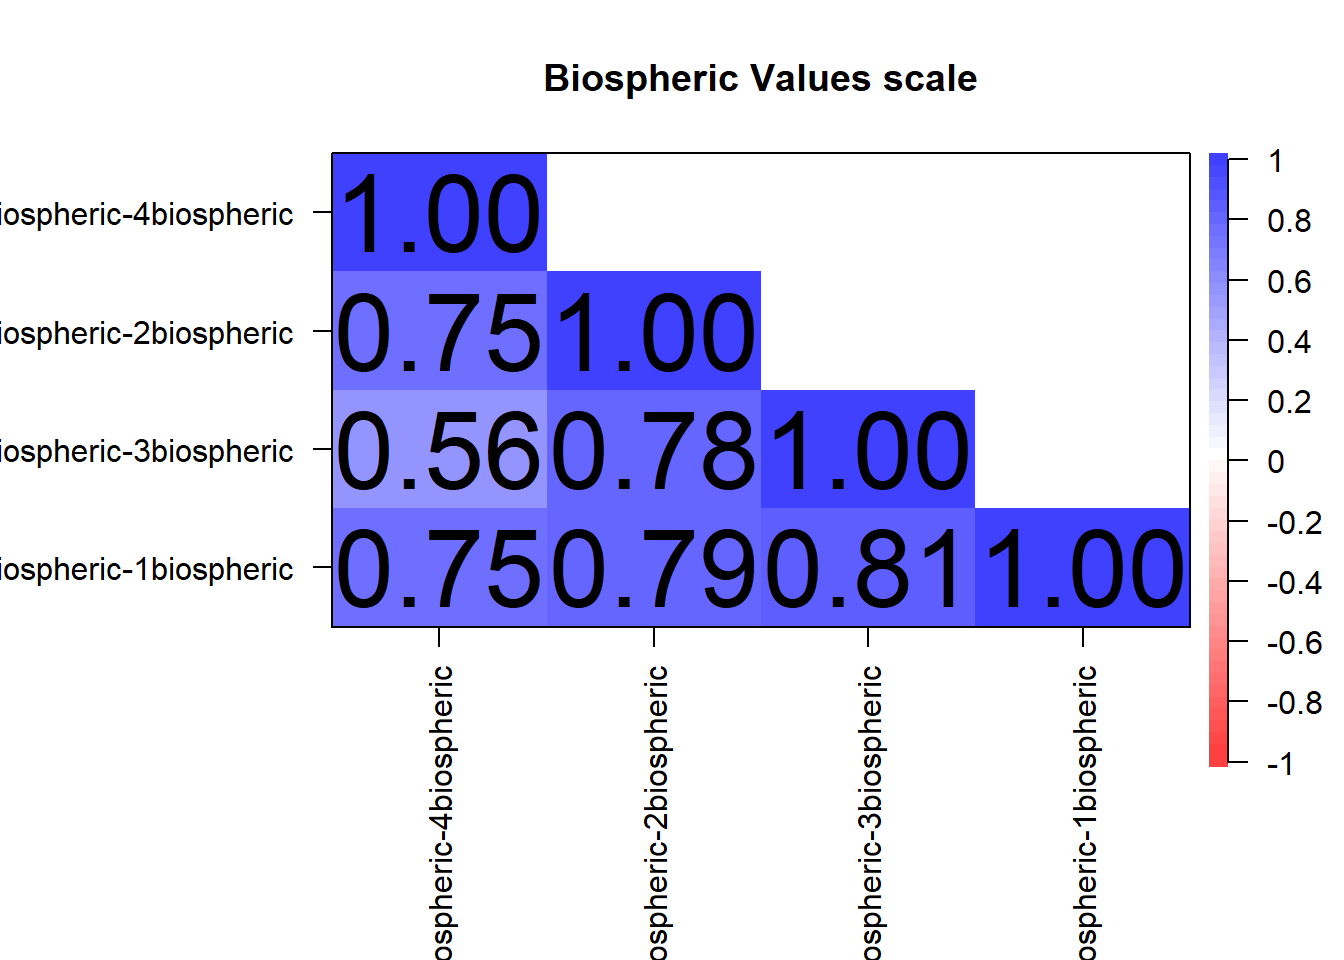 Biospheric Values scale
iospheric-4biospheric 1.00
iospheric-2biospheric 0.75 1.00
iospheric-3biospheric 0.56 0.78 1.00
iospheric-1biospheric 0.75 0.79 0.81 1.00
ospheric-4biospheric
ospheric-2biospheric
ospheric-3biospheric
ospheric-1biospheric
1
0.8
0.6
0.4
0.2
0
-0.2
-0.4
-0.6
-0.8
-1